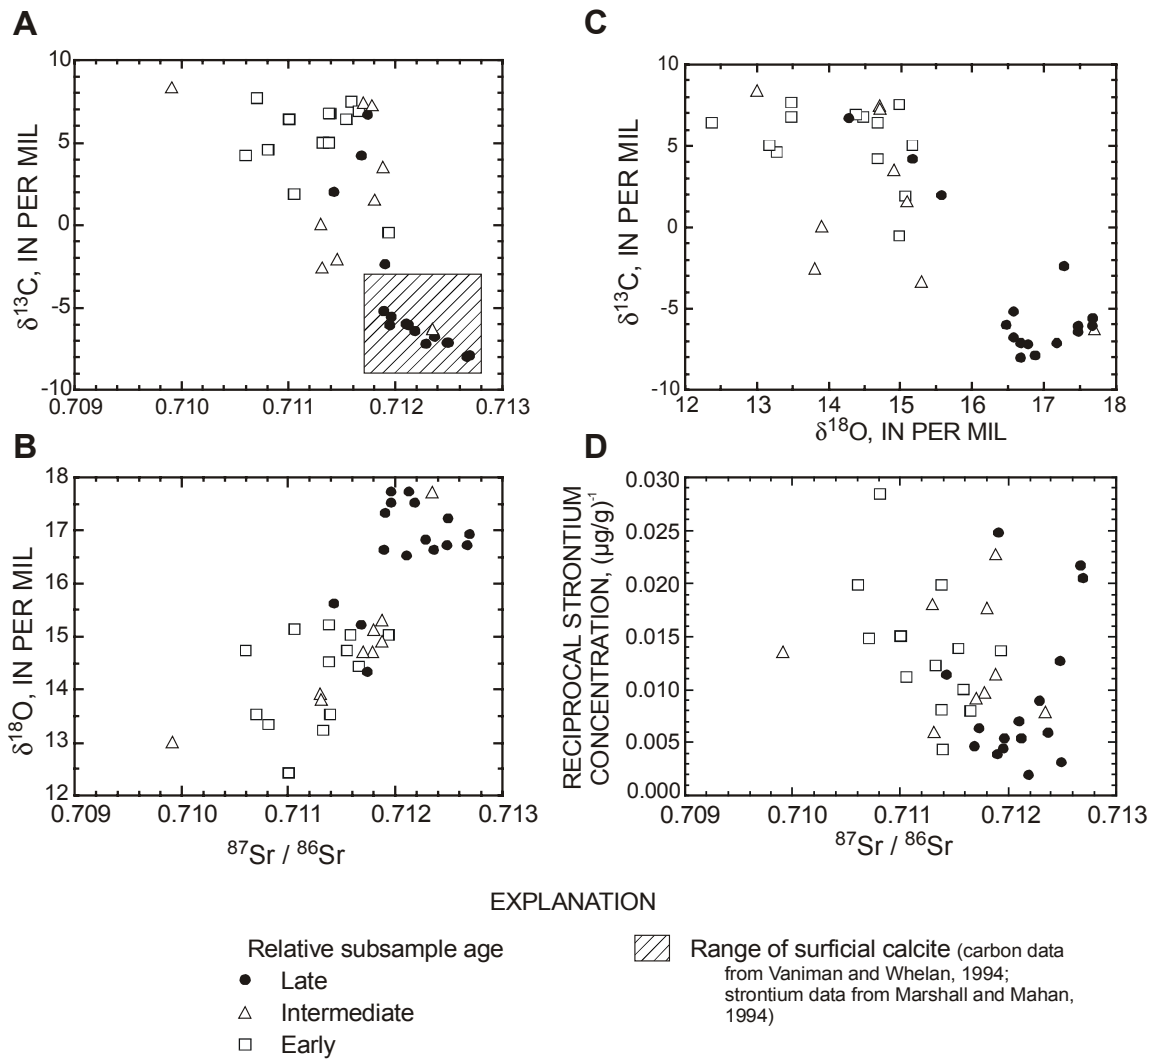 A
10
5
0
-5
-10
δ13C, IN PER MIL
0.709
0.710
0.711
0.712
0.713
C
10
5
0
-5
-10
δ13C, IN PER MIL
12
13
14
15
16
17
18
δ18O, IN PER MIL
B
18
17
16
15
14
13
12
δ18O, IN PER MIL
0.709
0.710
0.711
0.712
0.713
87Sr / 86Sr
D
0.030
0.025
0.020
0.015
0.010
0.005
0.000
RECIPROCAL STRONTIUM
CONCENTRATION, (µg/g)-1
0.709
0.710
0.711
0.712
0.713
87Sr / 86Sr
EXPLANATION
Relative subsample age
Late
Intermediate
Early
Range of surficial calcite (carbon data
from Vaniman and Whelan, 1994;
strontium data from Marshall and Mahan,
1994)